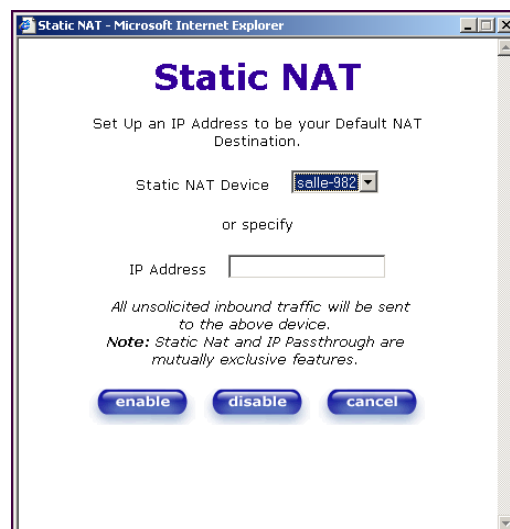 Static NAT - Microsoft Internet Explorer
Static NAT
Set Up an IP Address to be your Default NAT
Destination.
Static NAT Device salle-982
or specify
IP Address
All unsolicited inbound traffic will be sent
to the above device.
Note: Static Nat and IP Passthrough are
mutually exclusive features.
enable disable cancel